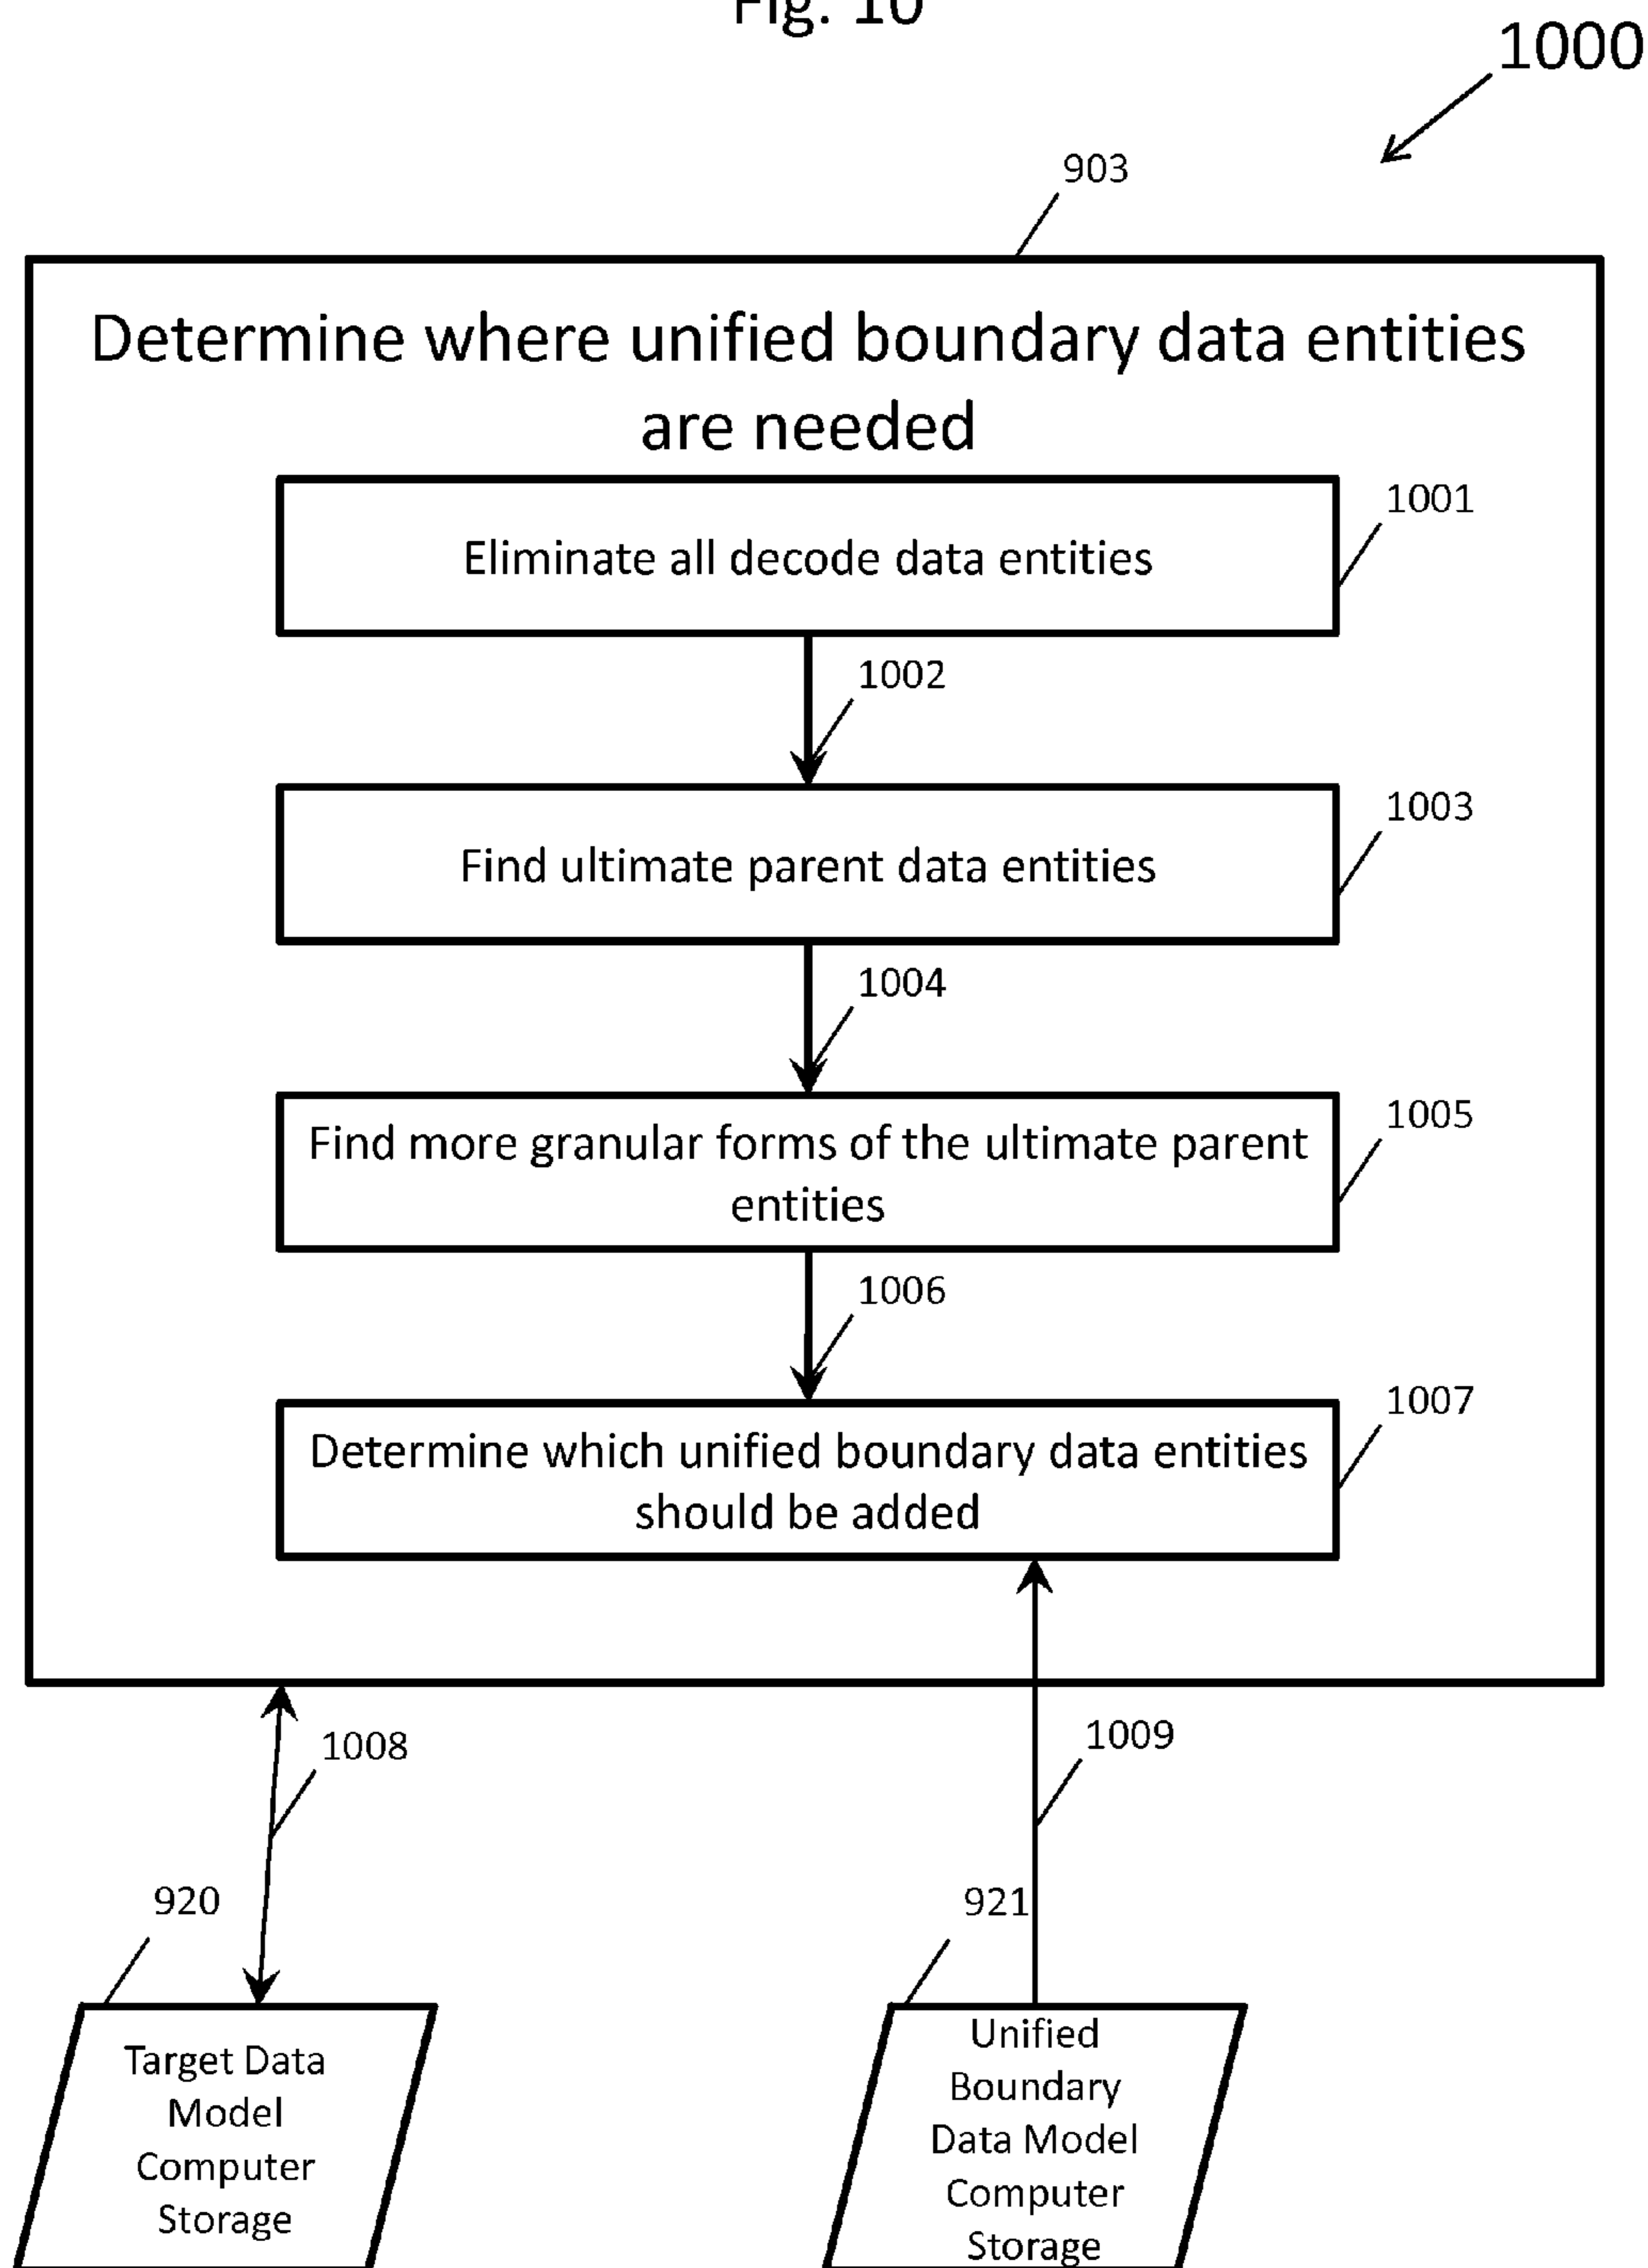 Fig. 10
1000
903
Determine where unified boundary data entities
are needed
1001
Eliminate all decode data entities
1002
1003
Find ultimate parent data entities
1004
1005
Find more granular forms of the ultimate parent
entities
1006
1007
Determine which unified boundary data entities
should be added
1008
1009
920
921
Target Data
Model
Computer
Storage
Unified
Boundary
Data Model
Computer
Storage